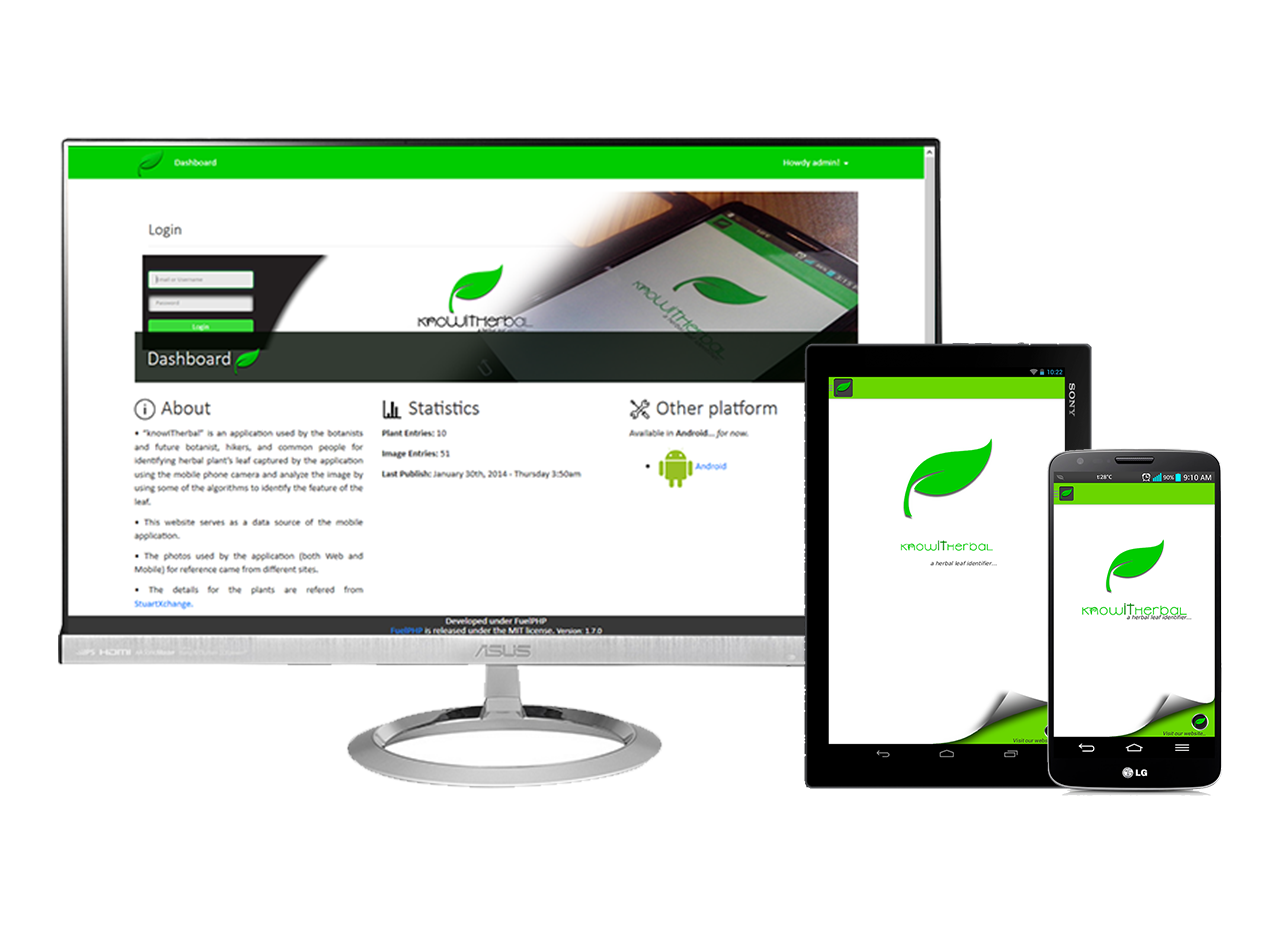 Dashboard
Howdy admin!
Login
Email or Username
Password
Login
knowITherbal
a herbal leaf
Dashboard
About
• "knowITherbal" is an application used by the botanists
and future botanist, hikers, and common people for
identifying herbal plant's leaf captured by the application
using the mobile phone camera and analyze the image by
using some of the algorithms to identify the feature of the
leaf.
• This website serves as a data source of the mobile
application.
• The photos used by the application (both Web and
Mobile) for reference came from different sites.
• The details for the plants are refered from
StuartXchange.
Statistics
Plant Entries: 10
Image Entries: 51
Last Publish: January 30th, 2014 - Thursday 3:50am
Other platform
Available in Android... for now.
• Android
Developed under FuelPHP
FuelPHP is released under the MIT license. Version: 1.7.0
HDMI
ASUS
10:22
SONY
knowITherbal
a herbal leaf identifier...
Visit our website..
t:28°C 90% 9:10 AM
knowITherbal
a herbal leaf identifier...
Visit our website..
LG